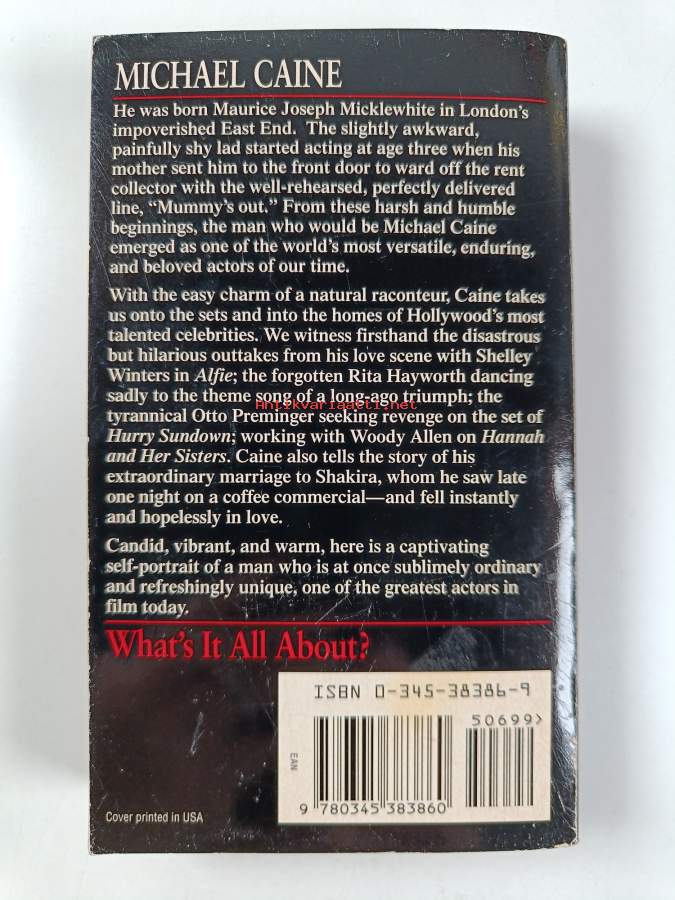 MICHAEL CAINE
He was born Maurice Joseph Micklewhite in London's
impoverished East End. The slightly awkward,
painfully shy lad started acting at age three when his
mother sent him to the front door to ward off the rent
collector with the well-rehearsed, perfectly delivered
line, “Mummy's out.” From these harsh and humble
beginnings, the man who would be Michael Caine
emerged as one of the world's most versatile, enduring,
and beloved actors of our time.
With the easy charm of a natural raconteur, Caine takes
us onto the sets and into the homes of Hollywood's most
talented celebrities. We witness firsthand the disastrous
but hilarious outtakes from his love scene with Shelley
Winters in Alfie; the forgotten Rita Hayworth dancing
sadly to the theme song of a long-ago triumph; the
Antikvariaatti.net
tyrannical Otto Preminger seeking revenge on the set of
Hurry Sundown; working with Woody Allen on Hannah
and Her Sisters. Caine also tells the story of his
extraordinary marriage to Shakira, whom he saw late
one night on a coffee commercial—and fell instantly
and hopelessly in love.
Candid, vibrant, and warm, here is a captivating
self-portrait of a man who is at once sublimely ordinary
and refreshingly unique, one of the greatest actors in
film today.
What's It All About?
ISBN 0-345-38386-9
50699>
EAN
9 780345 383860
Cover printed in USA